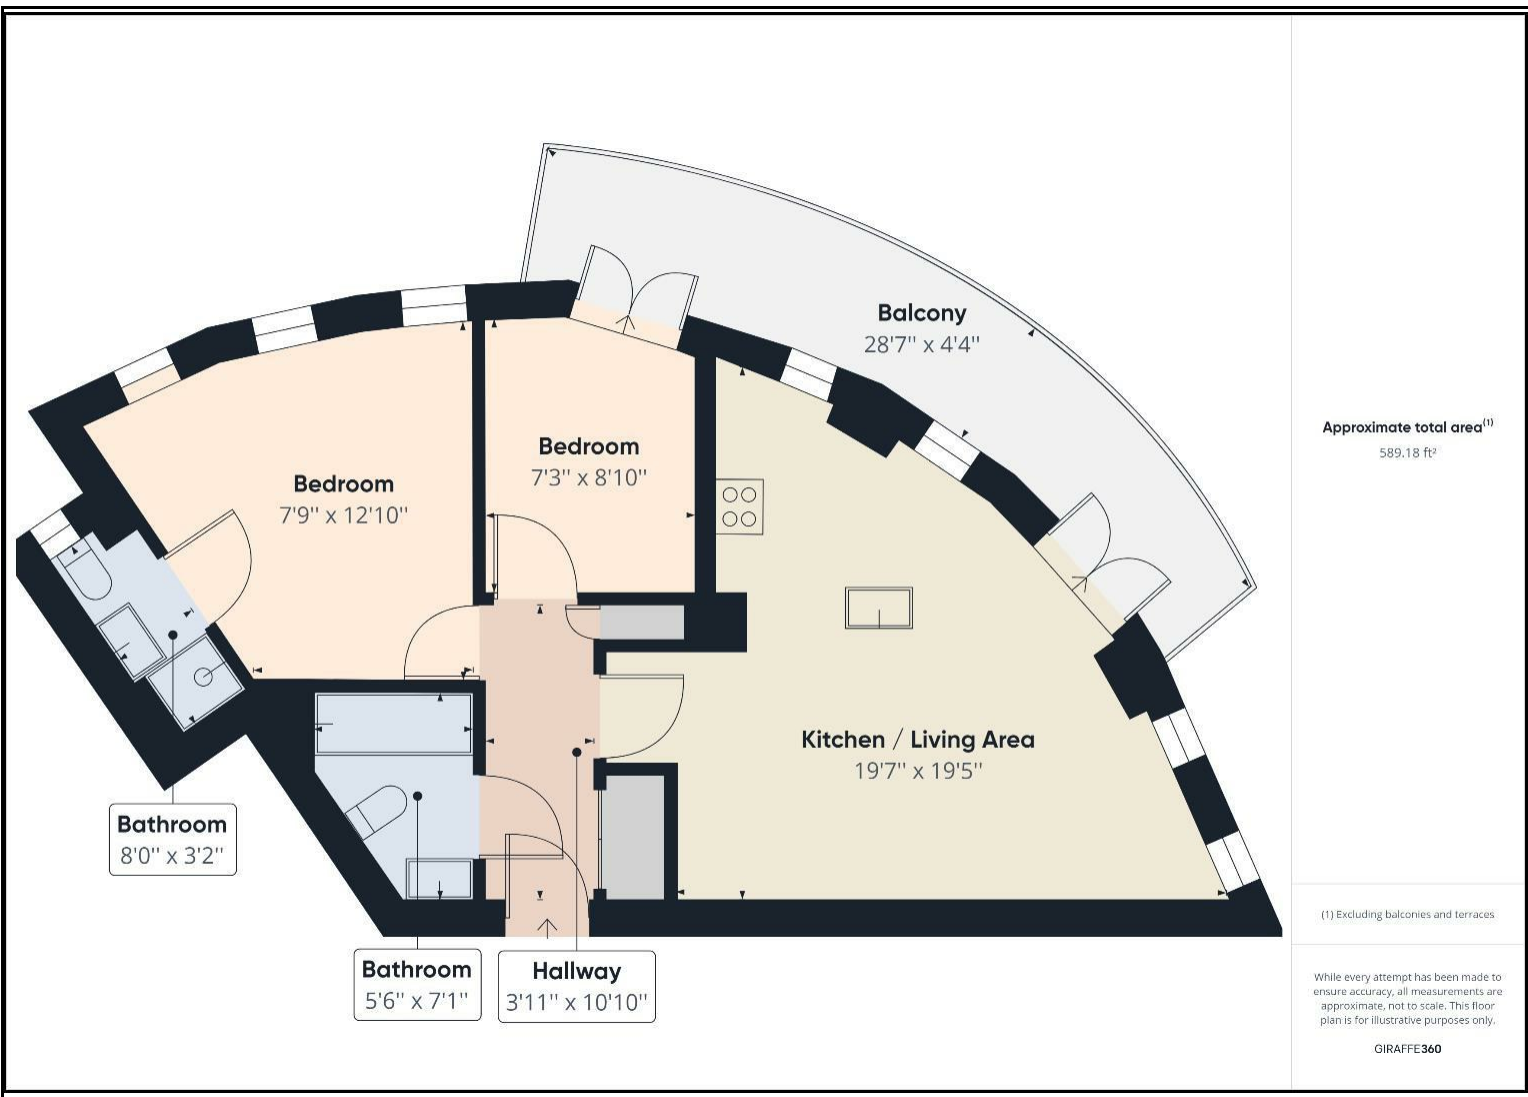 Balcony
28'7" x 4'4"
Bedroom
7'3" x 8'10"
Bedroom
7'9" x 12'10"
Kitchen / Living Area
19'7" x 19'5"
Bathroom
8'0" x 3'2"
Bathroom
5'6" x 7'1"
Hallway
3'11" x 10'10"
Approximate total area(1)
589.18 ft²
(1) Excluding balconies and terraces
While every attempt has been made to
ensure accuracy, all measurements are
approximate, not to scale. This floor
plan is for illustrative purposes only.
GIRAFFE360